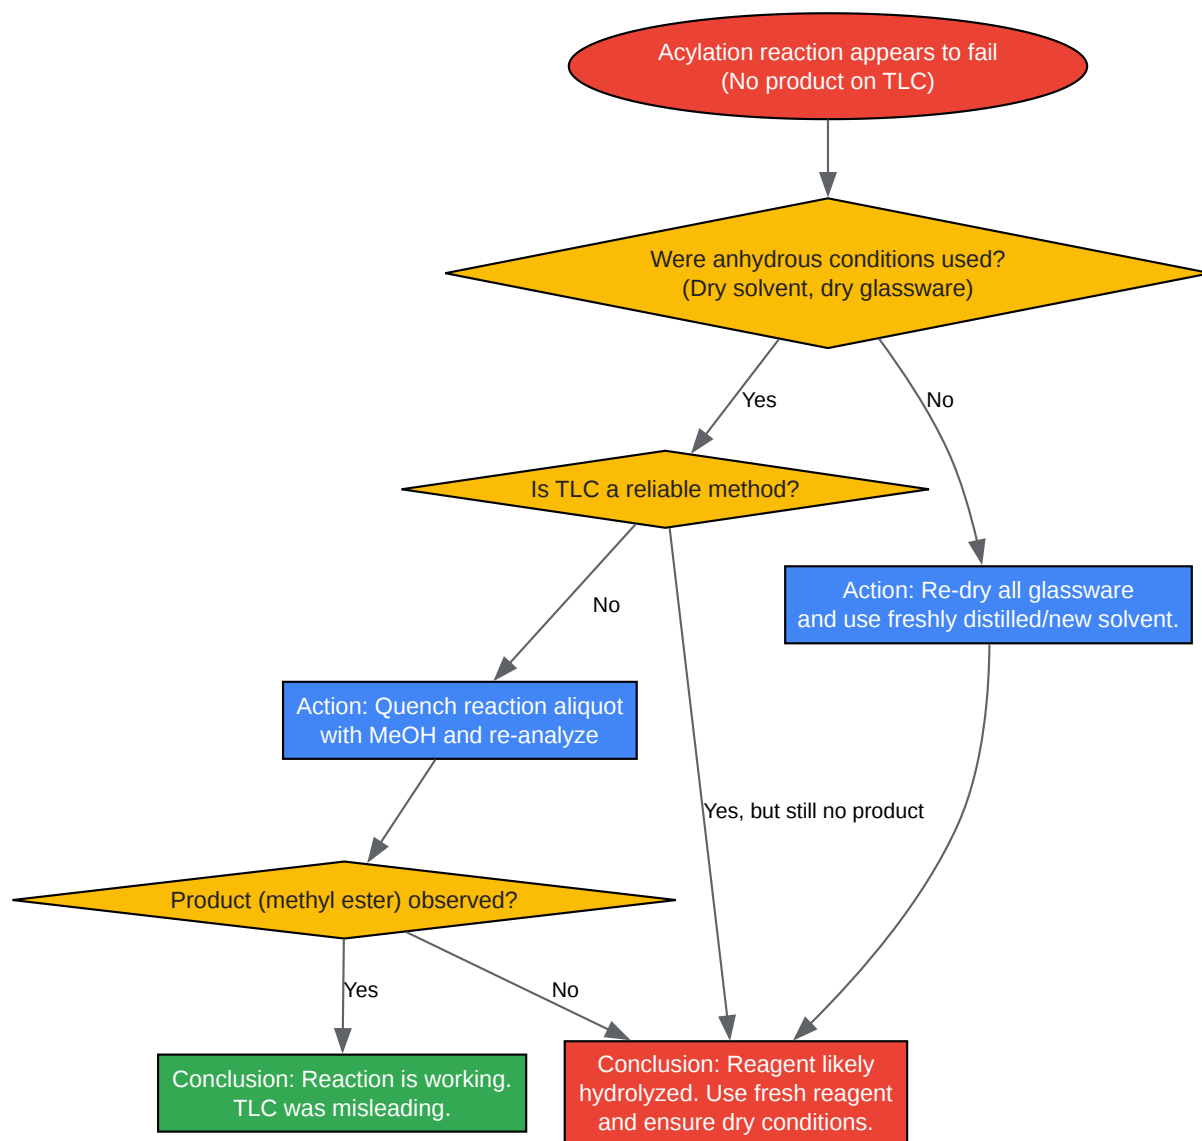 Acylation reaction appears to fail
(No product on TLC)
Were anhydrous conditions used?
(Dry solvent, dry glassware)
Yes
No
Is TLC a reliable method?
Action: Re-dry all glassware
and use freshly distilled/new solvent.
No
Action: Quench reaction aliquot
with MeOH and re-analyze
Yes, but still no product
Product (methyl ester) observed?
Yes
No
Conclusion: Reaction is working.
TLC was misleading.
Conclusion: Reagent likely
hydrolyzed. Use fresh reagent
and ensure dry conditions.